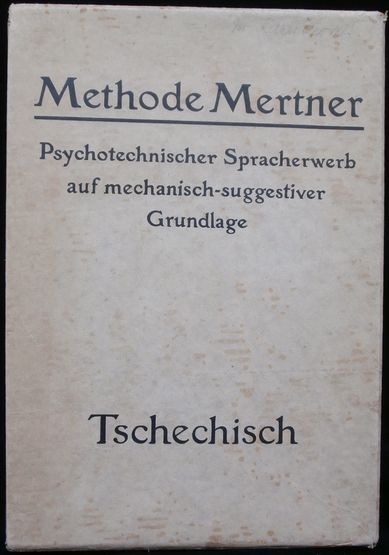 Methode Mertner
Psychotechnischer Spracherwerb
auf mechanisch-suggestiver
Grundlage
Tschechisch